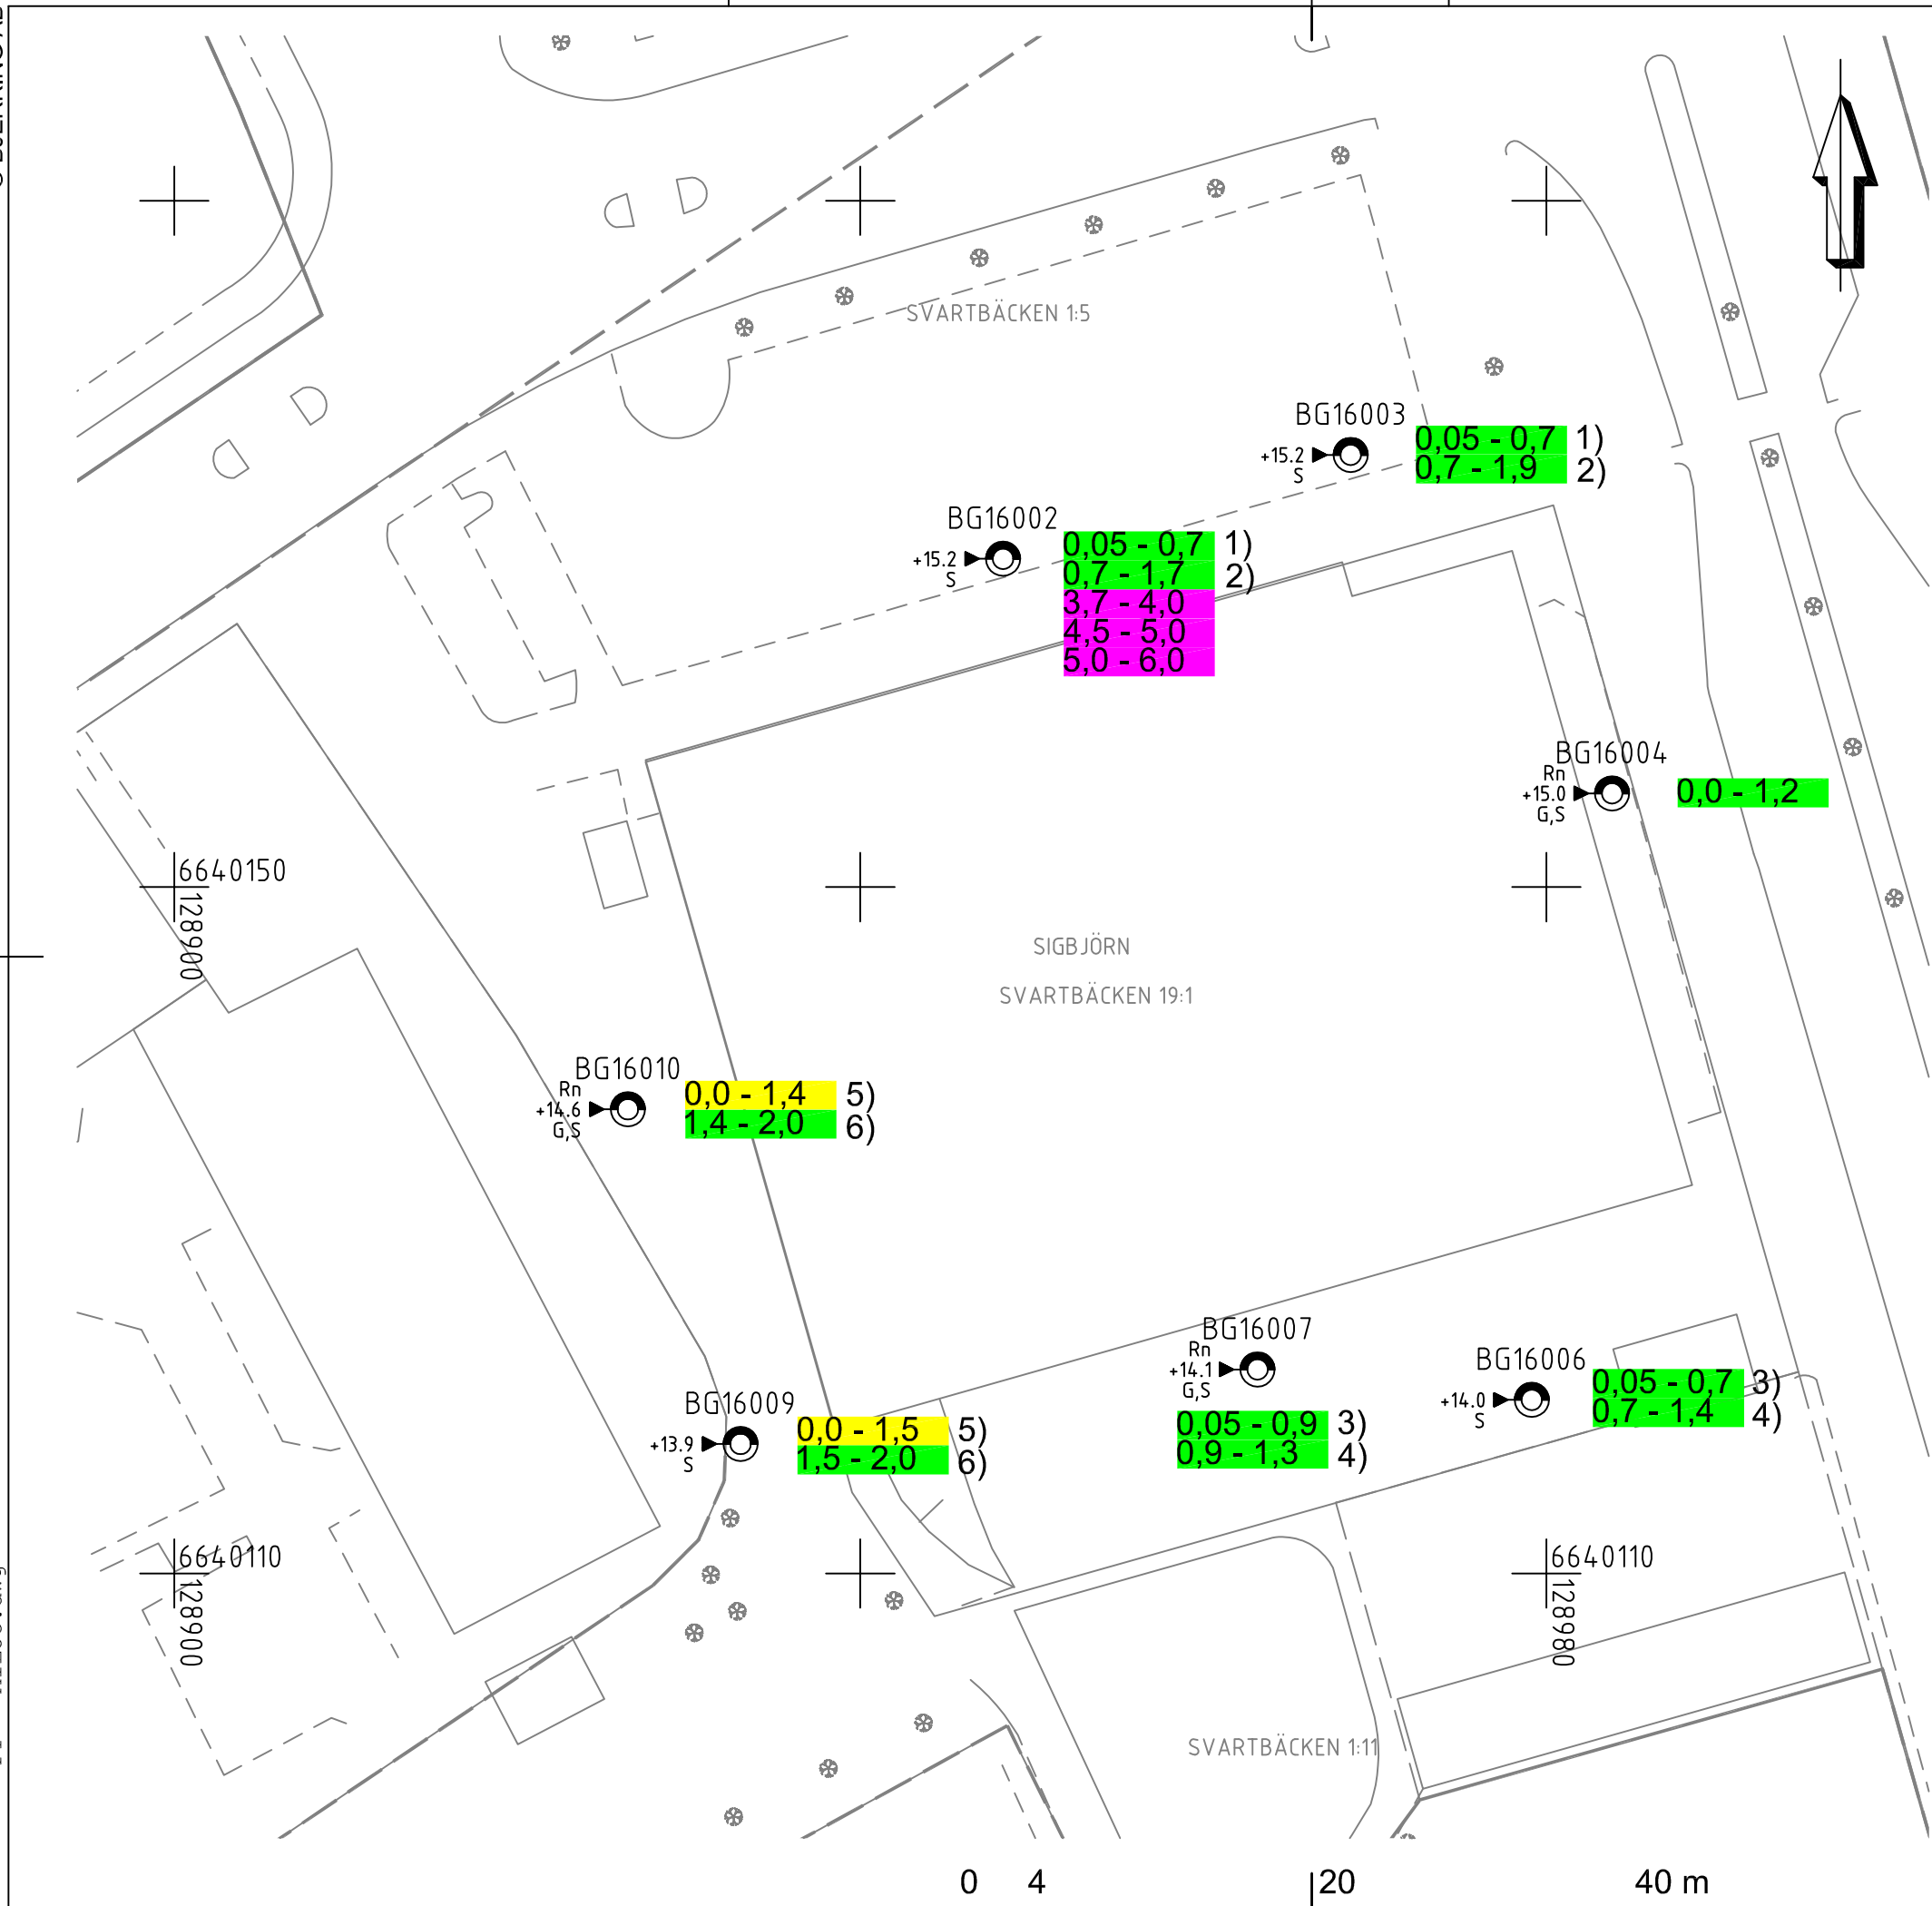 SVARTBÄCKEN 1:5
BG16003
+15.2
S
0,05 - 0,7 1)
0,7 - 1,9 2)
BG16002
+15.2
S
0,05 - 0,7 1)
0,7 - 1,7 2)
3,7 - 4,0
4,5 - 5,0
5,0 - 6,0
BG16004
Rn
+15.0
G,S
0,0 - 1,2
6640150
128900
SIGBJÖRN
SVARTBÄCKEN 19:1
BG16010
Rn
+14.6
G,S
0,0 - 1,4 5)
1,4 - 2,0 6)
BG16007
Rn
+14.1
G,S
0,05 - 0,9 3)
0,9 - 1,3 4)
BG16006
+14.0
S
0,05 - 0,7 3)
0,7 - 1,4 4)
BG16009
+13.9
S
0,0 - 1,5 5)
1,5 - 2,0 6)
6640110
128900
6640110
128980
SVARTBÄCKEN 1:11
0 4 20 40 m